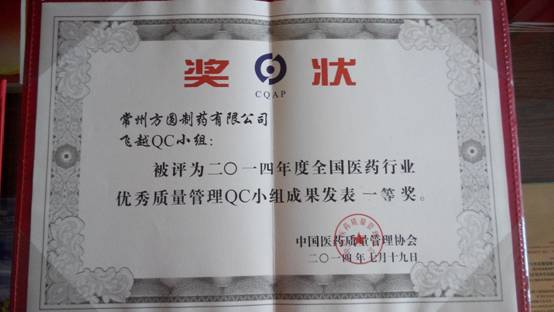 奖 状
CQAP
常州方圆制药有限公司
飞越QC小组：
被评为二〇一四年度全国医药行业
优秀质量管理QC小组成果发表 一等 奖。
中国医药质量管理协会
二〇一四 年 七 月 十九 日